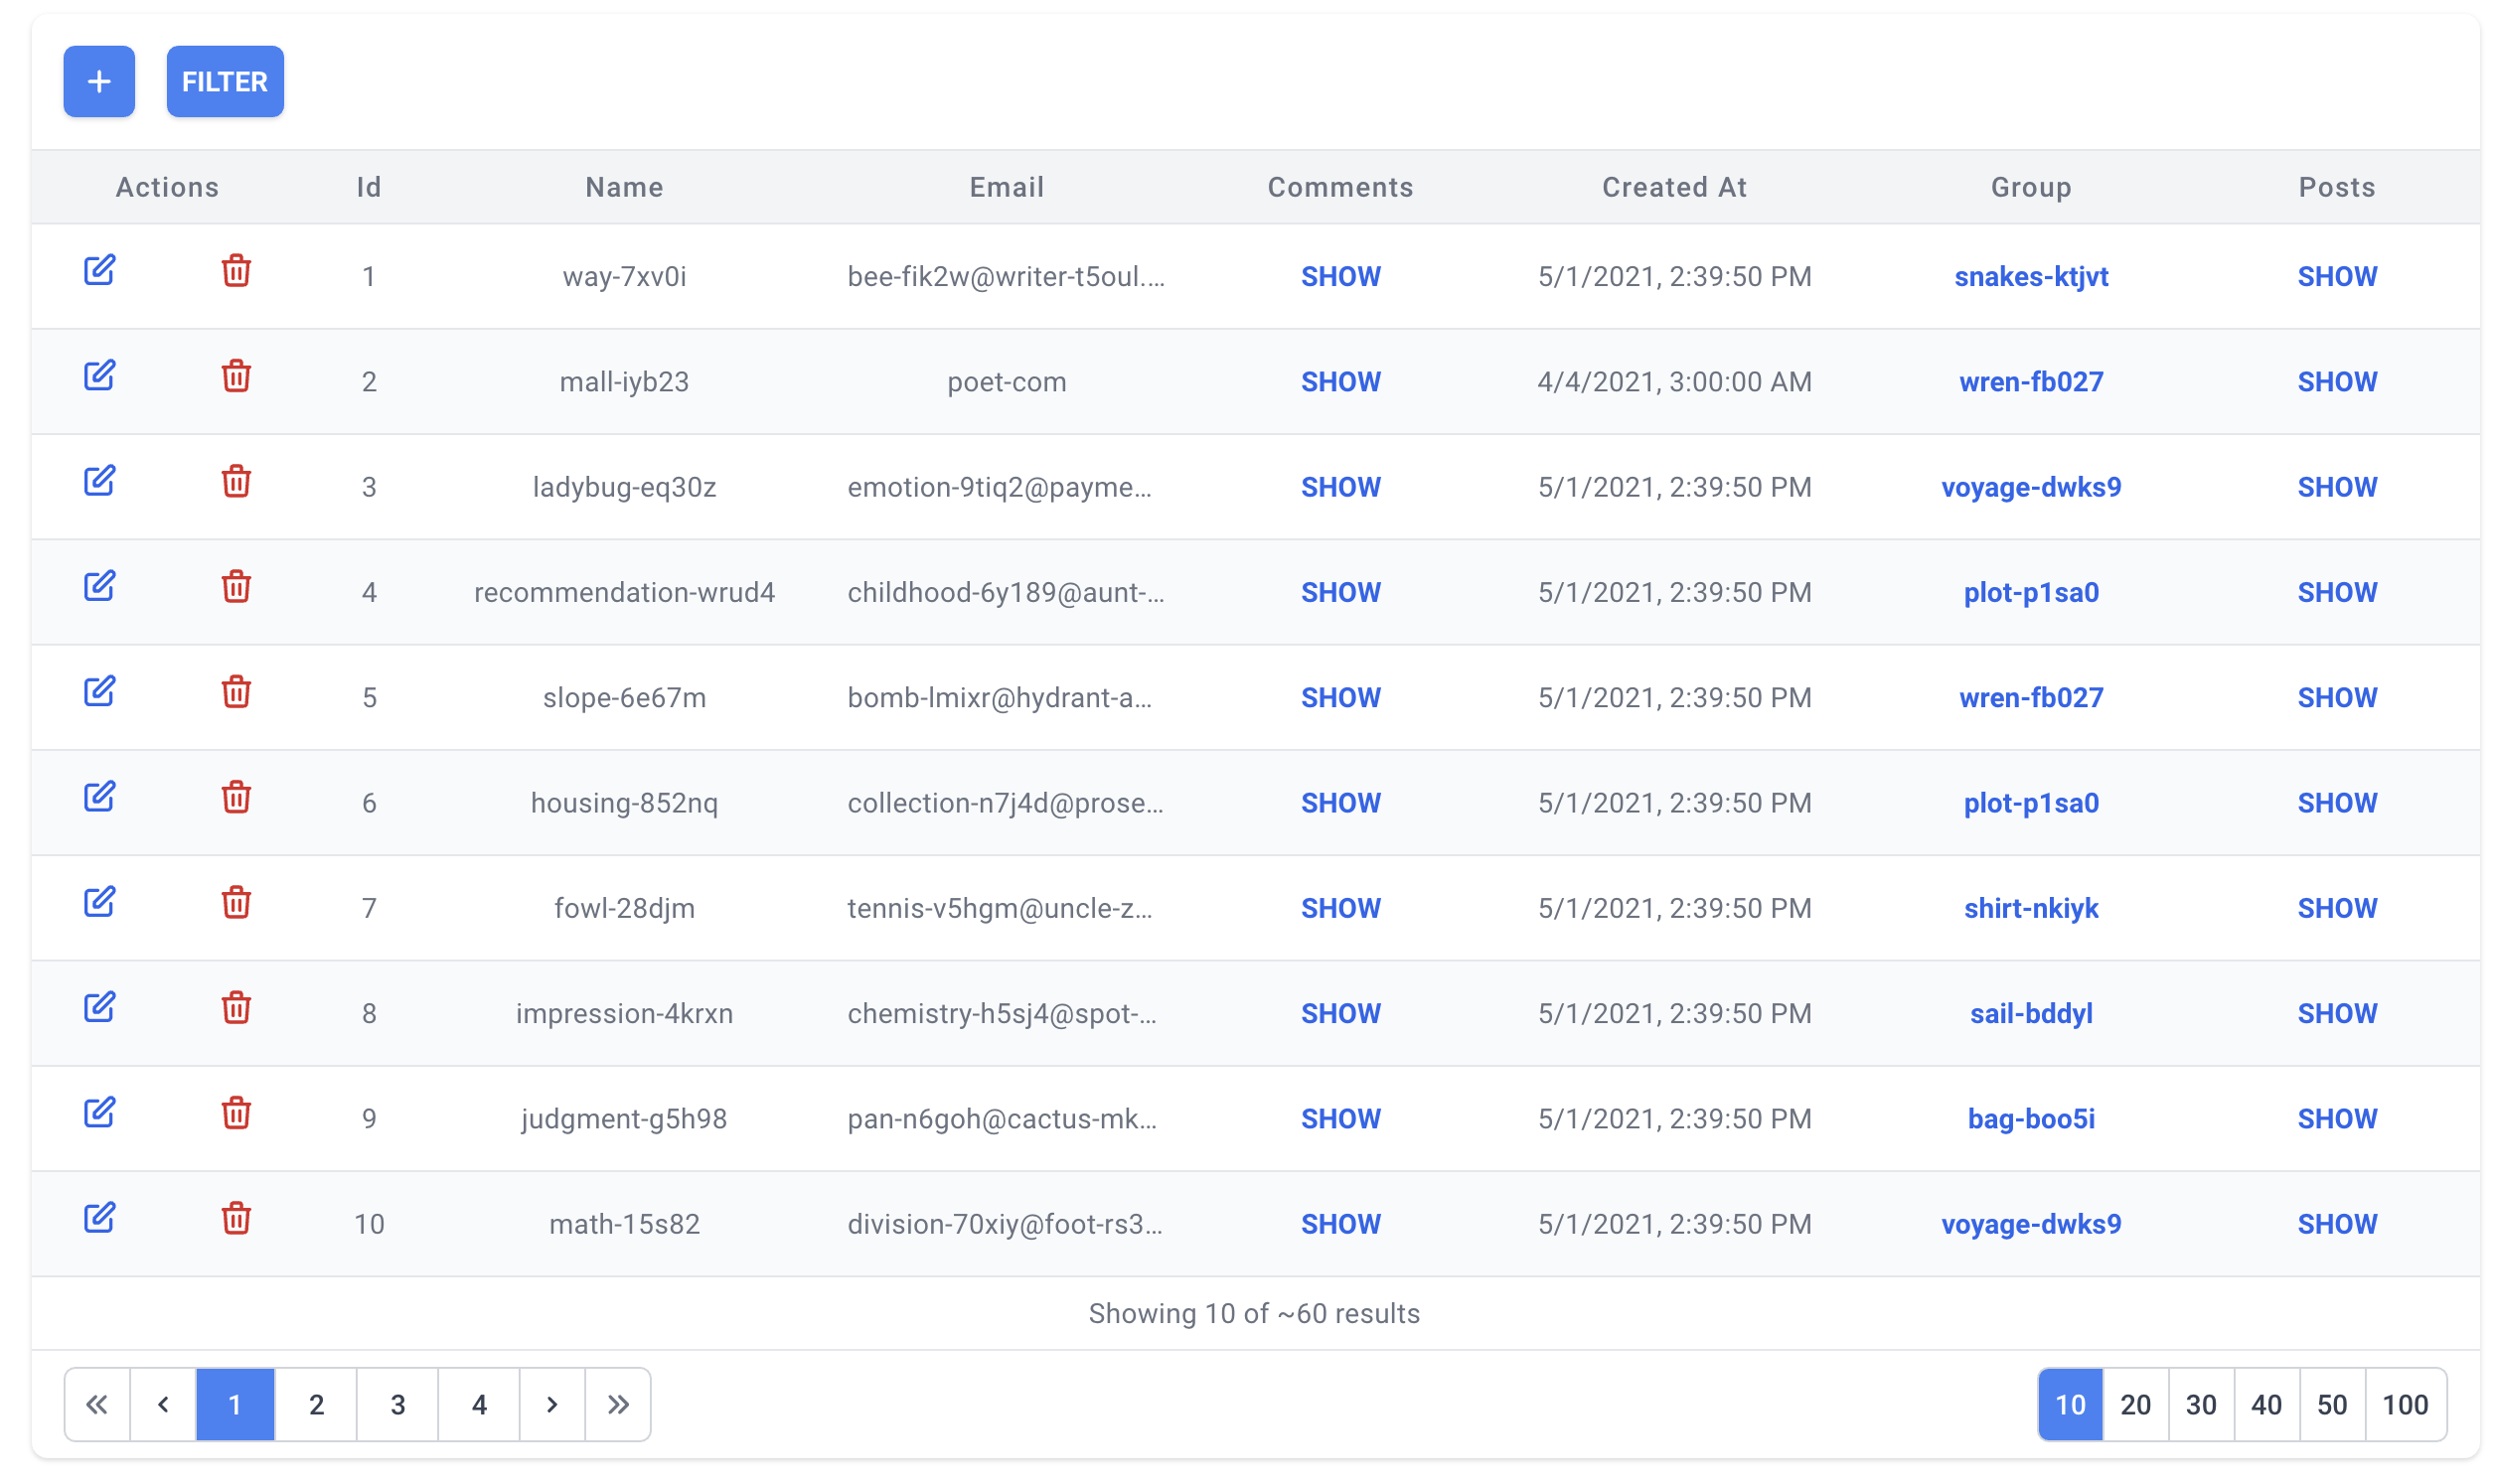 + FILTER
Actions Id Name Email Comments Created At Group Posts
1 way-7xv0i bee-fik2w@writer-t5oul.... SHOW 5/1/2021, 2:39:50 PM snakes-ktjvt SHOW
2 mall-iyb23 poet-com SHOW 4/4/2021, 3:00:00 AM wren-fb027 SHOW
3 ladybug-eq30z emotion-9tiq2@payme... SHOW 5/1/2021, 2:39:50 PM voyage-dwks9 SHOW
4 recommendation-wrud4 childhood-6y189@aunt-... SHOW 5/1/2021, 2:39:50 PM plot-p1sa0 SHOW
5 slope-6e67m bomb-lmixr@hydrant-a... SHOW 5/1/2021, 2:39:50 PM wren-fb027 SHOW
6 housing-852nq collection-n7j4d@prose... SHOW 5/1/2021, 2:39:50 PM plot-p1sa0 SHOW
7 fowl-28djm tennis-v5hgm@uncle-z... SHOW 5/1/2021, 2:39:50 PM shirt-nkiyk SHOW
8 impression-4krxn chemistry-h5sj4@spot-... SHOW 5/1/2021, 2:39:50 PM sail-bddyl SHOW
9 judgment-g5h98 pan-n6goh@cactus-mk... SHOW 5/1/2021, 2:39:50 PM bag-boo5i SHOW
10 math-15s82 division-70xiy@foot-rs3... SHOW 5/1/2021, 2:39:50 PM voyage-dwks9 SHOW
Showing 10 of ~60 results
« ‹ 1 2 3 4 › » 10 20 30 40 50 100